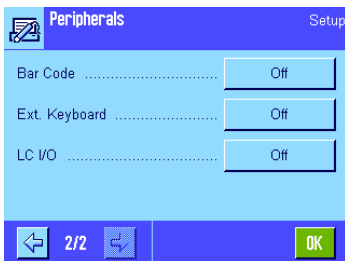 Peripherals Setup
Bar Code ................................ Off
Ext. Keyboard ......................... Off
LC I/O .................................... Off
2/2 OK